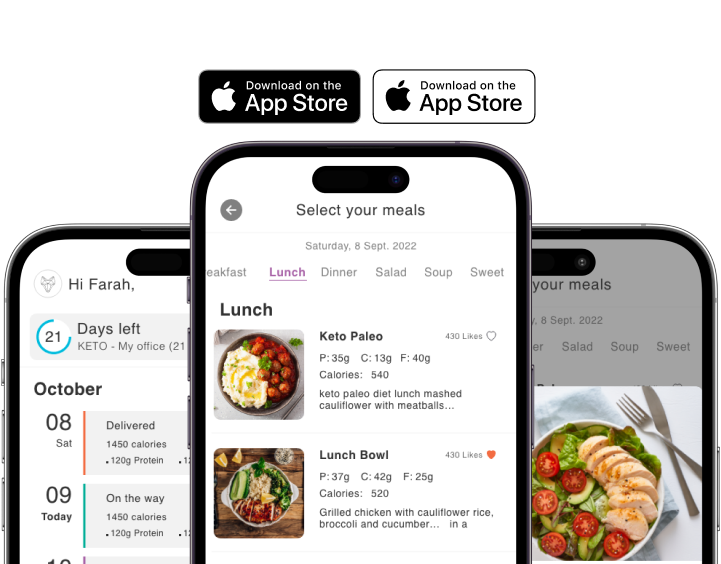 Download on the
App Store
Download on the
App Store
Select your meals
Saturday, 8 Sept. 2022
eakfast Lunch Dinner Salad Soup Sweet
Lunch
Keto Paleo
430 Likes
P: 35g C: 13g F: 40g
Calories: 540
keto paleo diet lunch mashed
cauliflower with meatballs...
Lunch Bowl
430 Likes
P: 37g C: 42g F: 25g
Calories: 520
Grilled chicken with cauliflower rice,
broccoli and cucumber... in a
Hi Farah,
21
Days left
KETO - My office (21
October
08
Sat
Delivered
1450 calories
•120g Protein •12
09
Today
On the way
1450 calories
•120g Protein •12
your meals
8 Sept. 2022
er Salad Soup Sweet